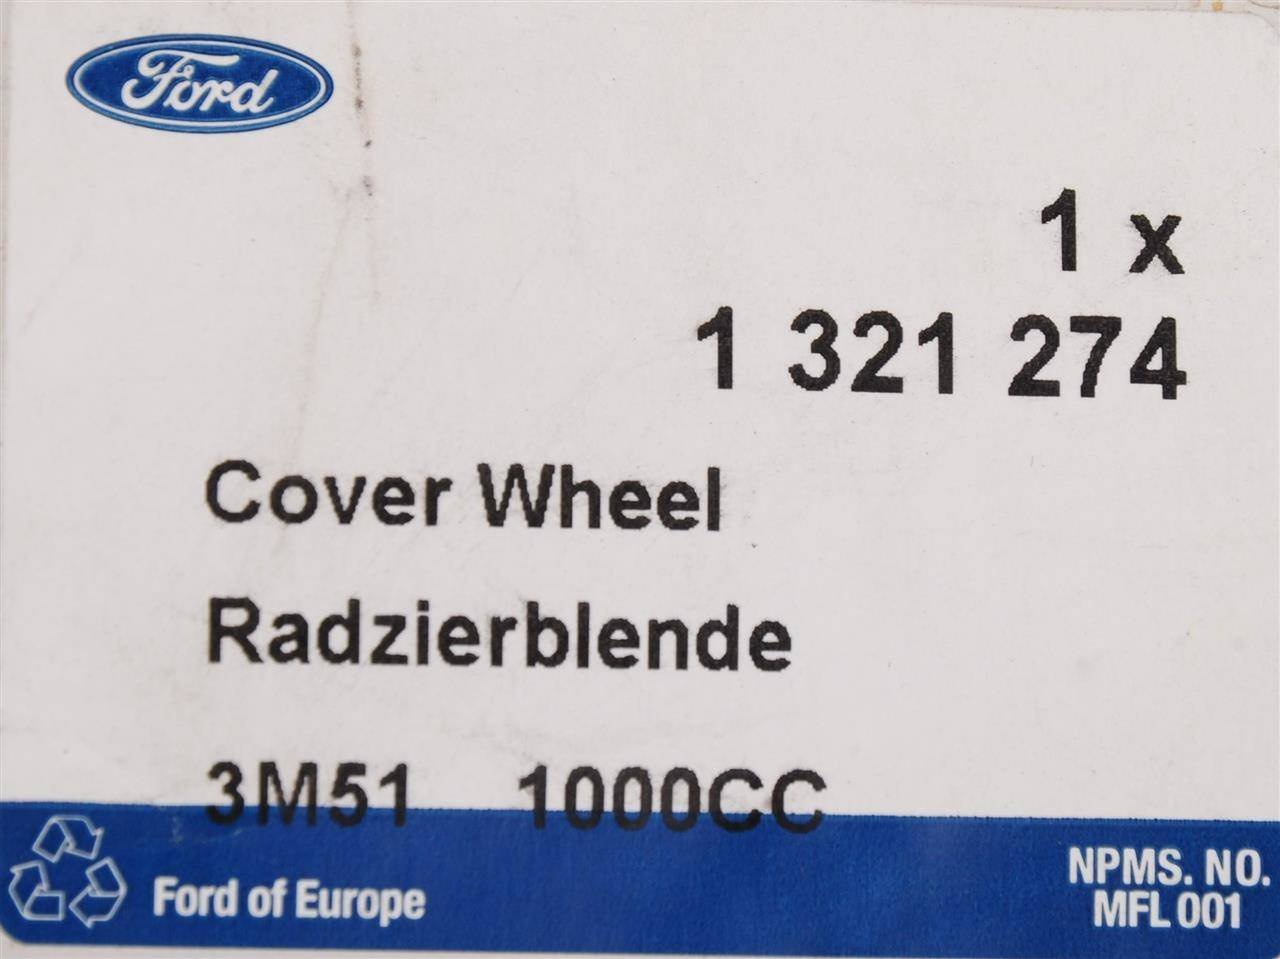 Ford
1 x
1 321 274
Cover Wheel
Radzierblende
3M51 1000CC
Ford of Europe
NPMS. NO.
MFL 001